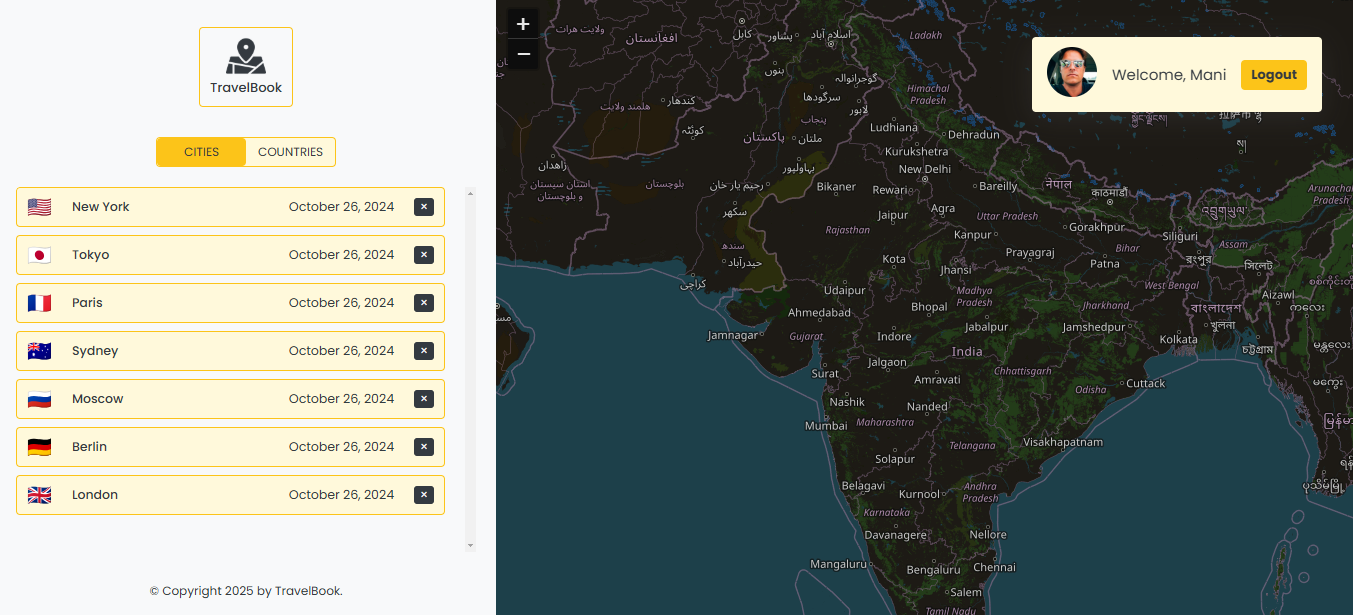 TravelBook
CITIES
COUNTRIES
New York October 26, 2024 ×
Tokyo October 26, 2024 ×
Paris October 26, 2024 ×
Sydney October 26, 2024 ×
Moscow October 26, 2024 ×
Berlin October 26, 2024 ×
London October 26, 2024 ×
© Copyright 2025 by TravelBook.
+
−
Welcome, Mani
Logout
ولايت هرات
افغانستان
کابل
پشاور
اسلام آباد
Ladakh
بنوں
گوجرانوالہ
سرگودها
Himachal
Pradesh
هلمند ولايت
کندهار
لاہور
پنجاب
کوئٹہ
Ludhiana
Dehradun
پاکستان
ملتان
Kurukshetra
زاهدان
بہاولپور
New Delhi
استان سیستان
و بلوچستان
بلوچستان
رحیم یار خان
Bikaner
Rewari
Bareilly
नेपाल
काठमाडौँ
Arunachal
Pradesh
سکھر
Jaipur
Agra
Uttar Pradesh
འབྲུགཡུལ་
Rajasthan
Kanpur
Gorakhpur
Siliguri
سندھ
Prayagraj
Bihar
Assam
حیدرآباد
Kota
Jhansi
Patna
রংপুর
সিলেট
کراچی
Udaipur
Madhya
Pradesh
West Bengal
Aizawl
Ahmedabad
Bhopal
Jharkhand
বাংলাদেশ
ကလေး
Jamnagar
Gujarat
Indore
Jabalpur
Jamshedpur
খুলনা
Kolkata
চট্টগ্রাম
India
Surat
Jalgaon
Chhattisgarh
Amravati
Odisha
Cuttack
Nashik
Nanded
Mumbai
Maharashtra
Telangana
Visakhapatnam
Solapur
Belagavi
Kurnool
Andhra
Pradesh
Karnataka
Davanagere
Nellore
Mangaluru
Bengaluru
Chennai
Salem
Tamil Nadu